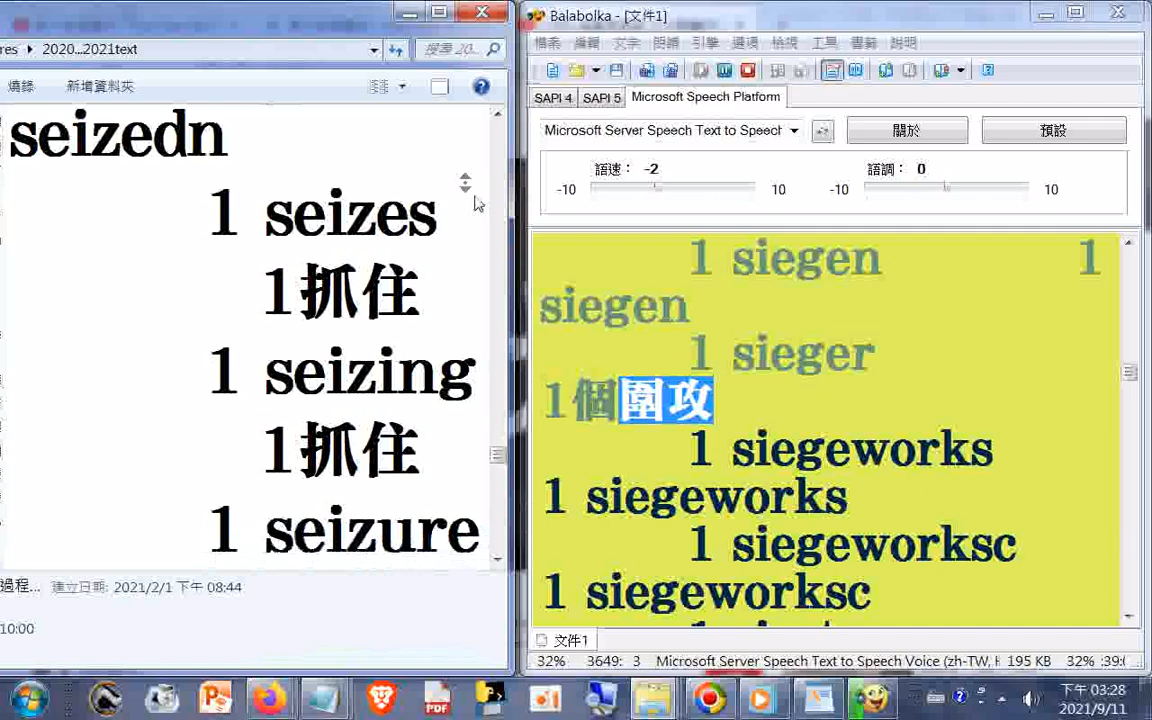 res ▸ 2020...2021text
搜尋 20...
燒錄 新增資料夾
seizedn
1 seizes
1抓住
1 seizing
1抓住
1 seizure
過程... 建立日期: 2021/2/1 下午 08:44
10:00
Balabolka - [文件1]
檔案 編輯 文字 閱讀 引擎 選項 檢視 工具 書籤 說明
SAPI 4 SAPI 5 Microsoft Speech Platform
Microsoft Server Speech Text to Speech 關於 預設
語速： -2 語調： 0
-10 10 -10 10
1 siegen 1
siegen
1 sieger
1個圍攻
1 siegeworks
1 siegeworks
1 siegeworksc
1 siegeworksc
文件1
32% 3649: 3 Microsoft Server Speech Text to Speech Voice (zh-TW, 195 KB 32%
PDF
下午 03:28
2021/9/11